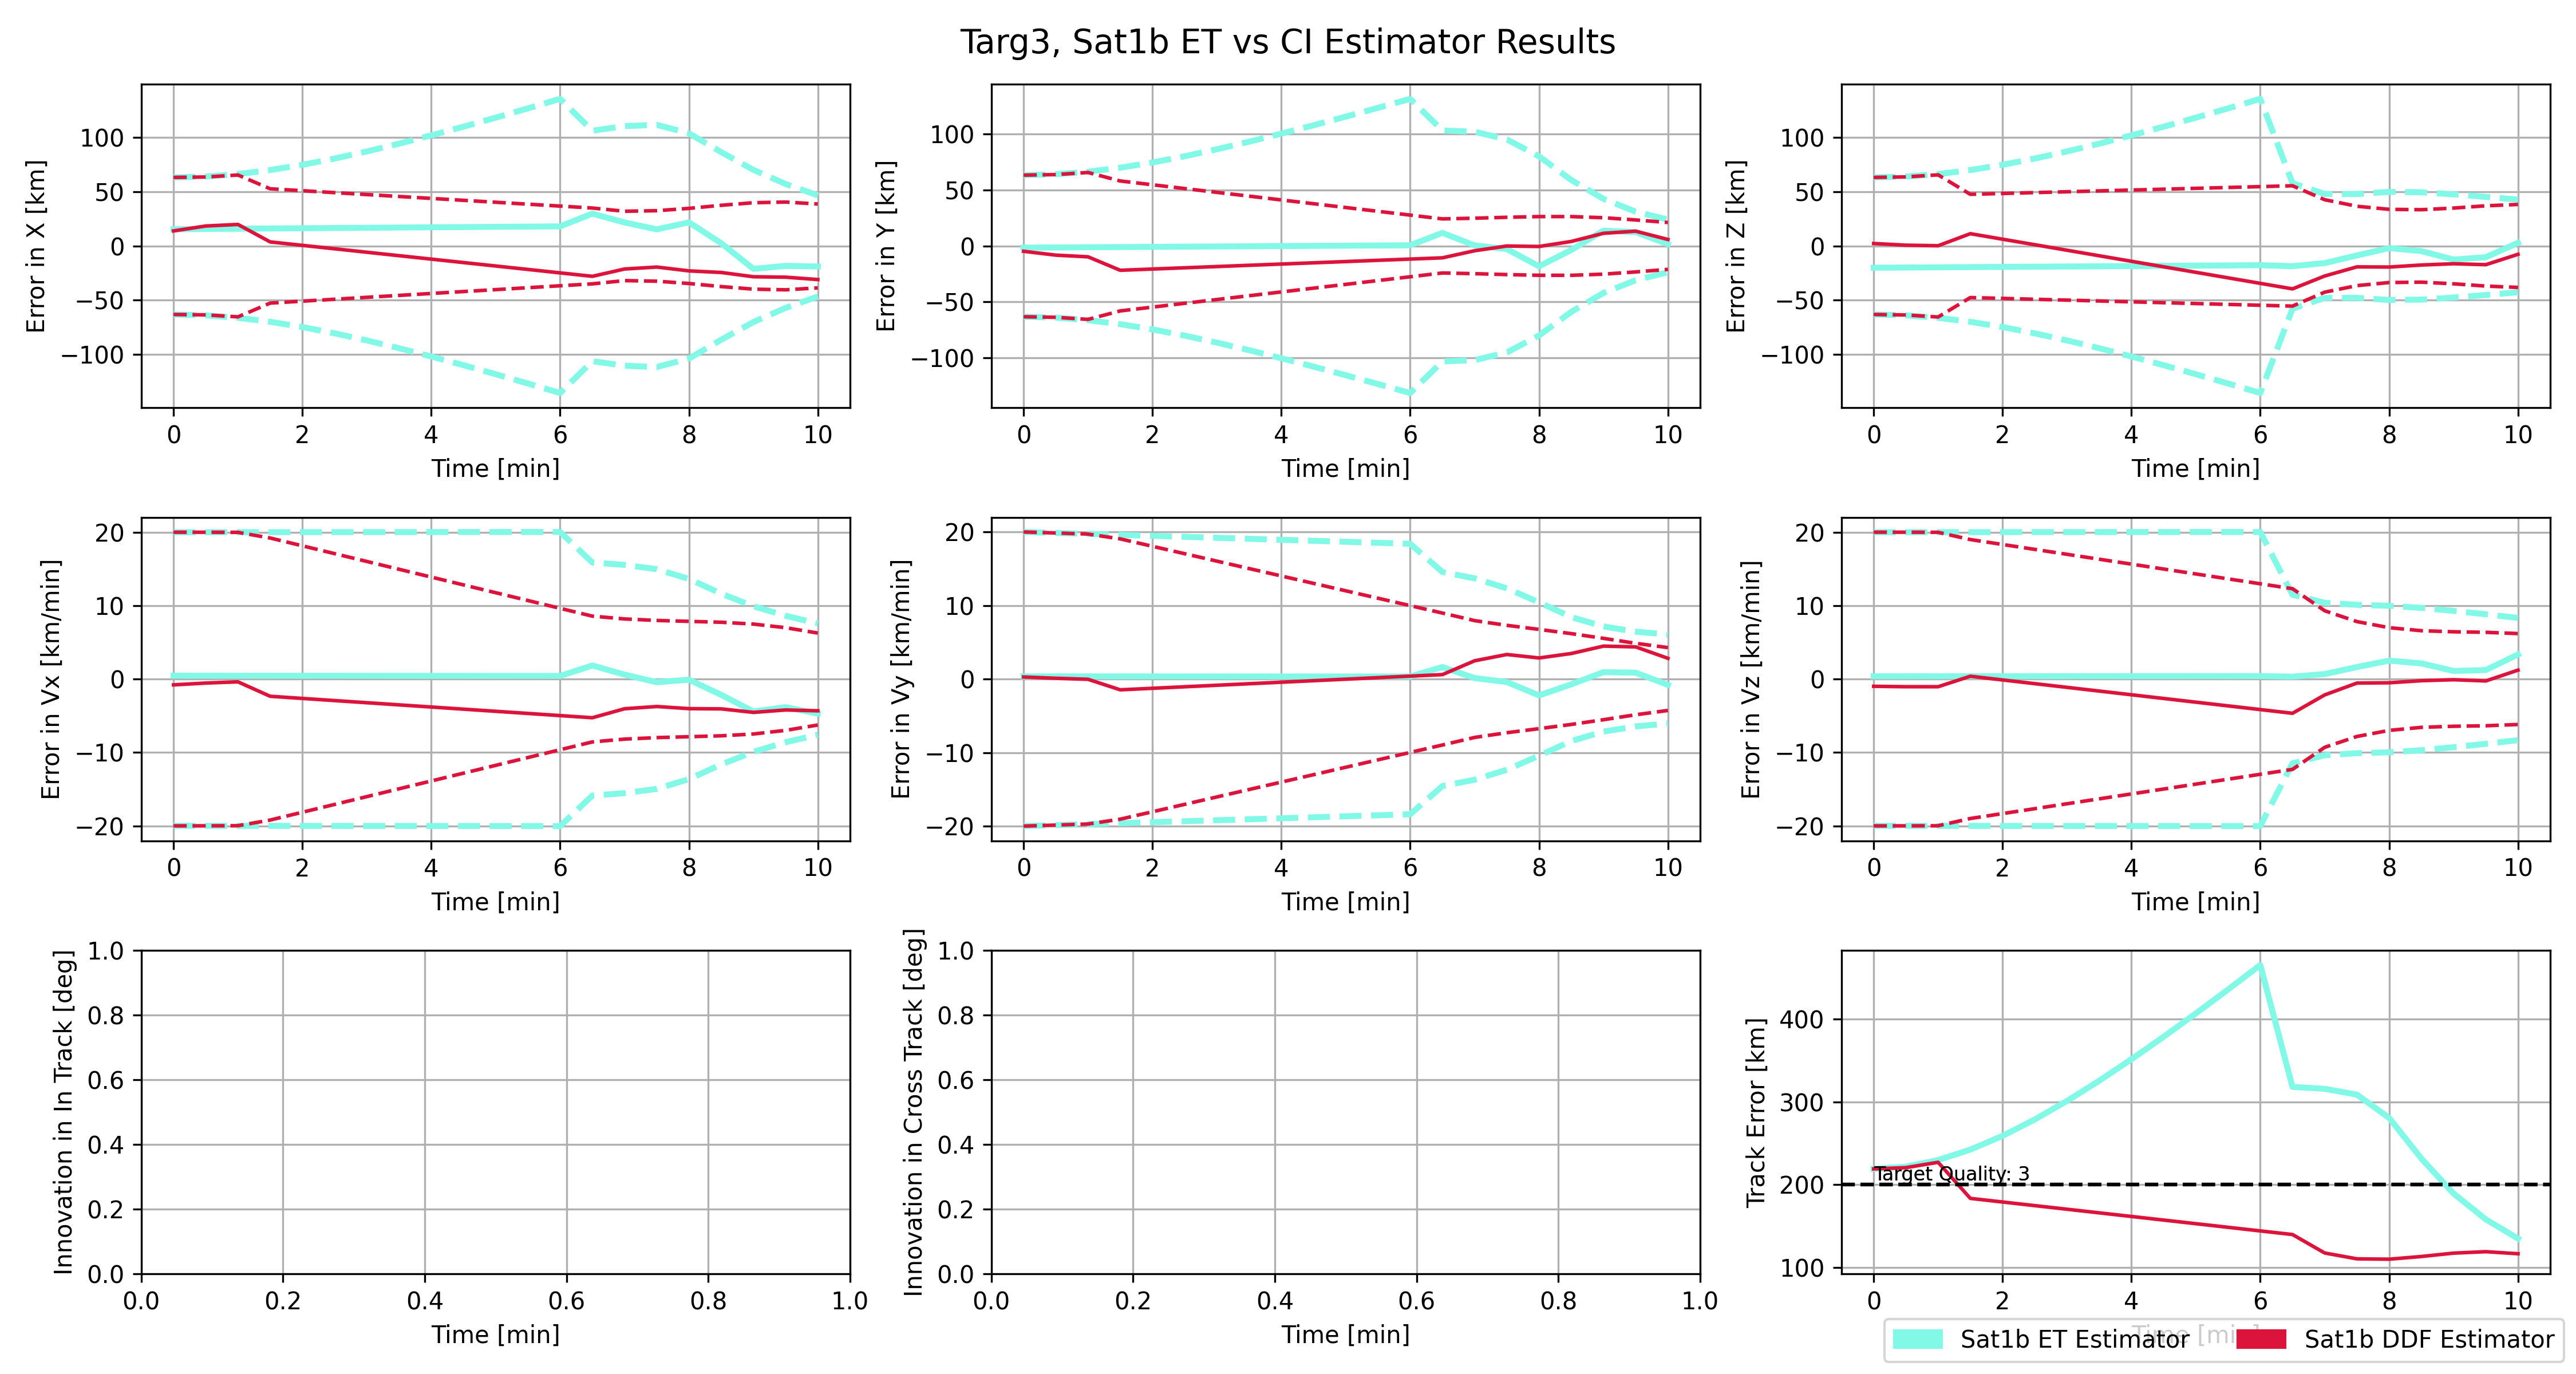 Targ3, Sat1b ET vs CI Estimator Results
Error in X [km]
100
50
0
−50
−100
0 2 4 6 8 10
Time [min]
Error in Y [km]
100
50
0
−50
−100
0 2 4 6 8 10
Time [min]
Error in Z [km]
100
50
0
−50
−100
0 2 4 6 8 10
Time [min]
Error in Vx [km/min]
20
10
0
−10
−20
0 2 4 6 8 10
Time [min]
Error in Vy [km/min]
20
10
0
−10
−20
0 2 4 6 8 10
Time [min]
Error in Vz [km/min]
20
10
0
−10
−20
0 2 4 6 8 10
Time [min]
Innovation in In Track [deg]
1.0
0.8
0.6
0.4
0.2
0.0
0.0 0.2 0.4 0.6 0.8 1.0
Time [min]
Innovation in Cross Track [deg]
1.0
0.8
0.6
0.4
0.2
0.0
0.0 0.2 0.4 0.6 0.8 1.0
Time [min]
Track Error [km]
400
300
200
100
Target Quality: 3
0 2 4 6 8 10
Time [min]
Sat1b ET Estimator
Sat1b DDF Estimator